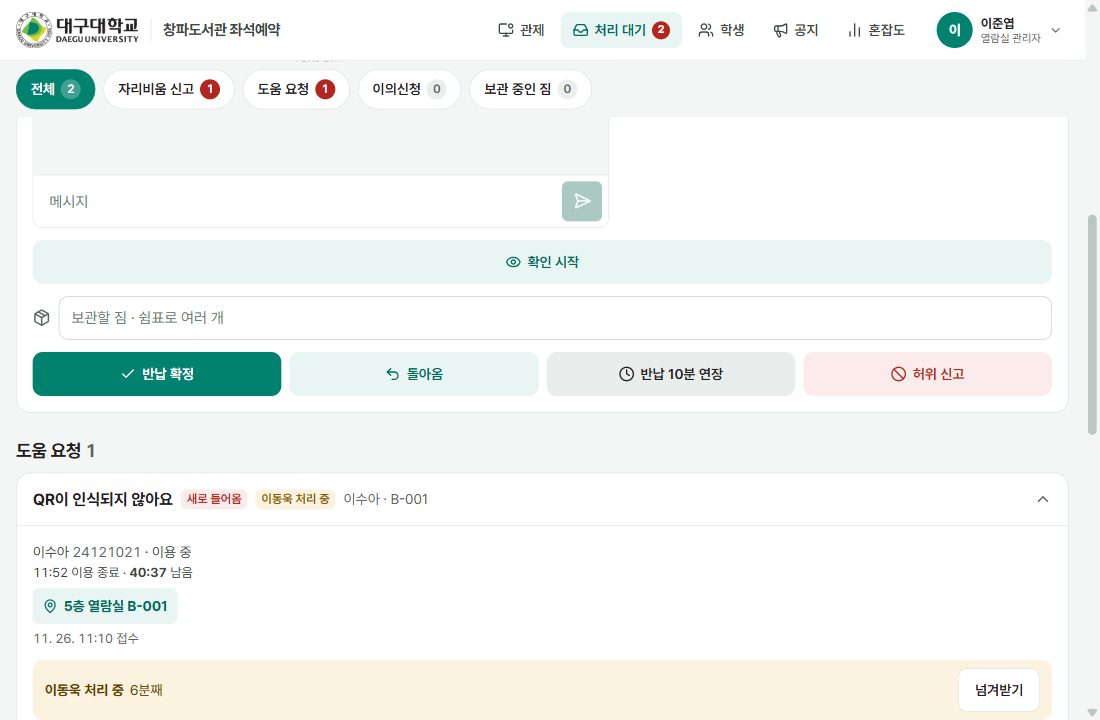 대구대학교
DAEGU UNIVERSITY
창파도서관 좌석예약
관제
처리 대기 2
학생
공지
혼잡도
이
이준엽
열람실 관리자
전체 2
자리비움 신고 1
도움 요청 1
이의신청 0
보관 중인 짐 0
메시지
확인 시작
보관할 짐 · 쉼표로 여러 개
반납 확정
돌아옴
반납 10분 연장
허위 신고
도움 요청 1
QR이 인식되지 않아요 새로 들어옴 이동욱 처리 중 이수아 · B-001
이수아 24121021 · 이용 중
11:52 이용 종료 · 40:37 남음
5층 열람실 B-001
11. 26. 11:10 접수
이동욱 처리 중 6분째
넘겨받기